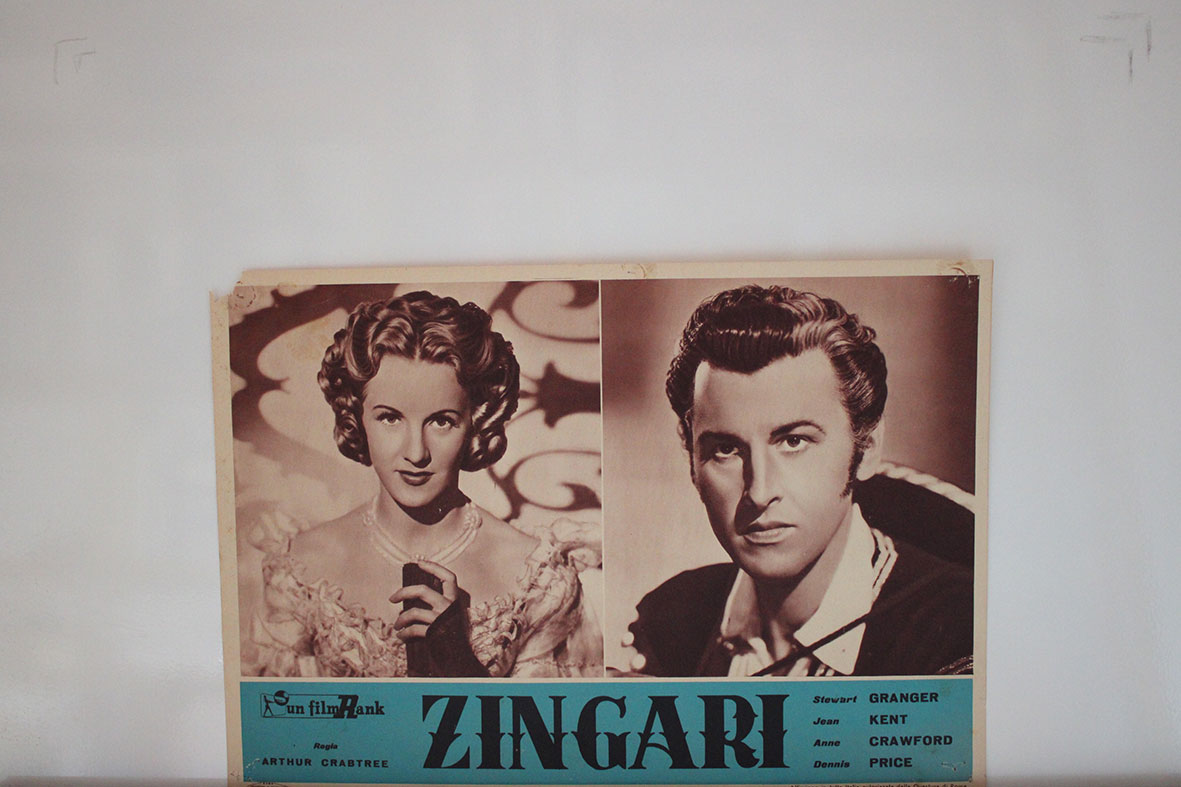 un film Rank
Regia
ARTHUR CRABTREE
ZINGARI
Stewart GRANGER
Jean KENT
Anne CRAWFORD
Dennis PRICE